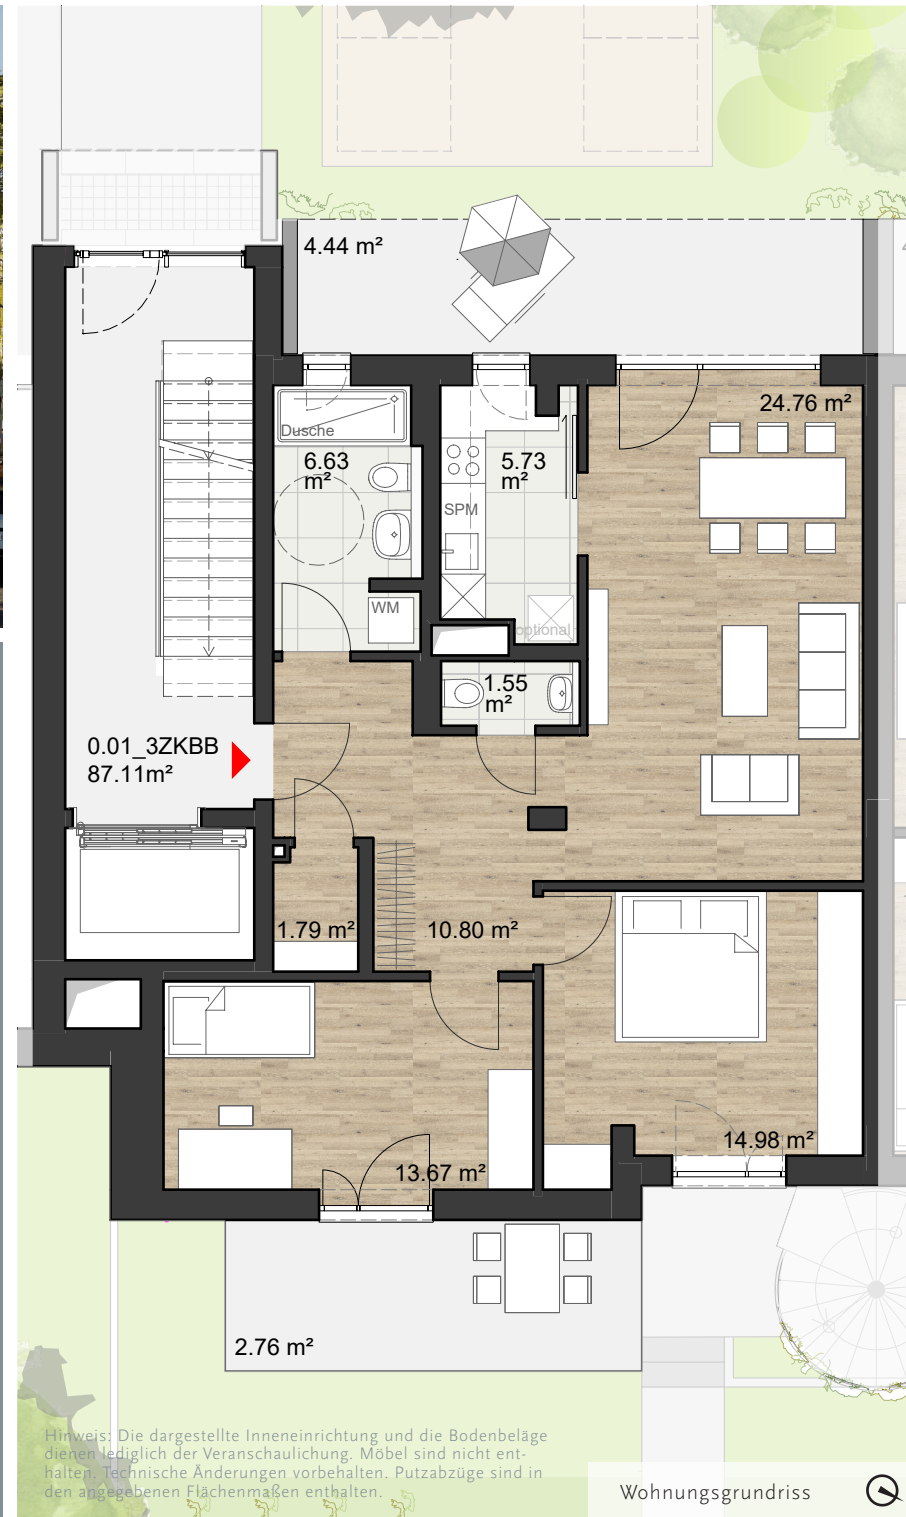 4.44 m²
24.76 m²
Dusche
6.63
m²
5.73
m²
SPM
WM
optional
1.55
m²
0.01_3ZKBB
87.11m²
1.79 m²
10.80 m²
14.98 m²
13.67 m²
2.76 m²
Hinweis: Die dargestellte Inneneinrichtung und die Bodenbeläge
dienen lediglich der Veranschaulichung. Möbel sind nicht ent-
halten. Technische Änderungen vorbehalten. Putzabzüge sind in
den angegebenen Flächenmaßen enthalten.
Wohnungsgrundriss